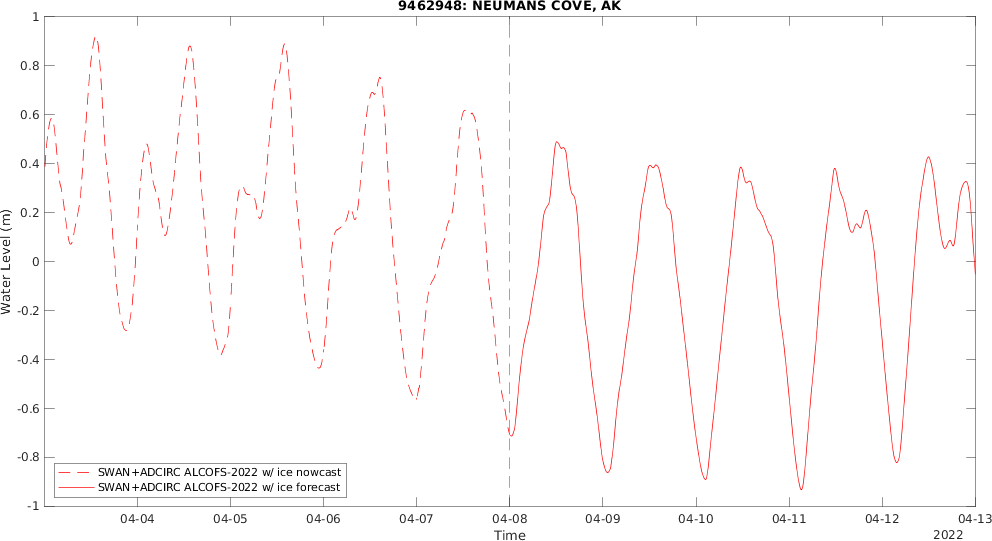 9462948: NEUMANS COVE, AK
Water Level (m)
1
0.8
0.6
0.4
0.2
0
-0.2
-0.4
-0.6
-0.8
-1
SWAN+ADCIRC ALCOFS-2022 w/ ice nowcast
SWAN+ADCIRC ALCOFS-2022 w/ ice forecast
04-04 04-05 04-06 04-07 04-08 04-09 04-10 04-11 04-12 04-13
Time
2022